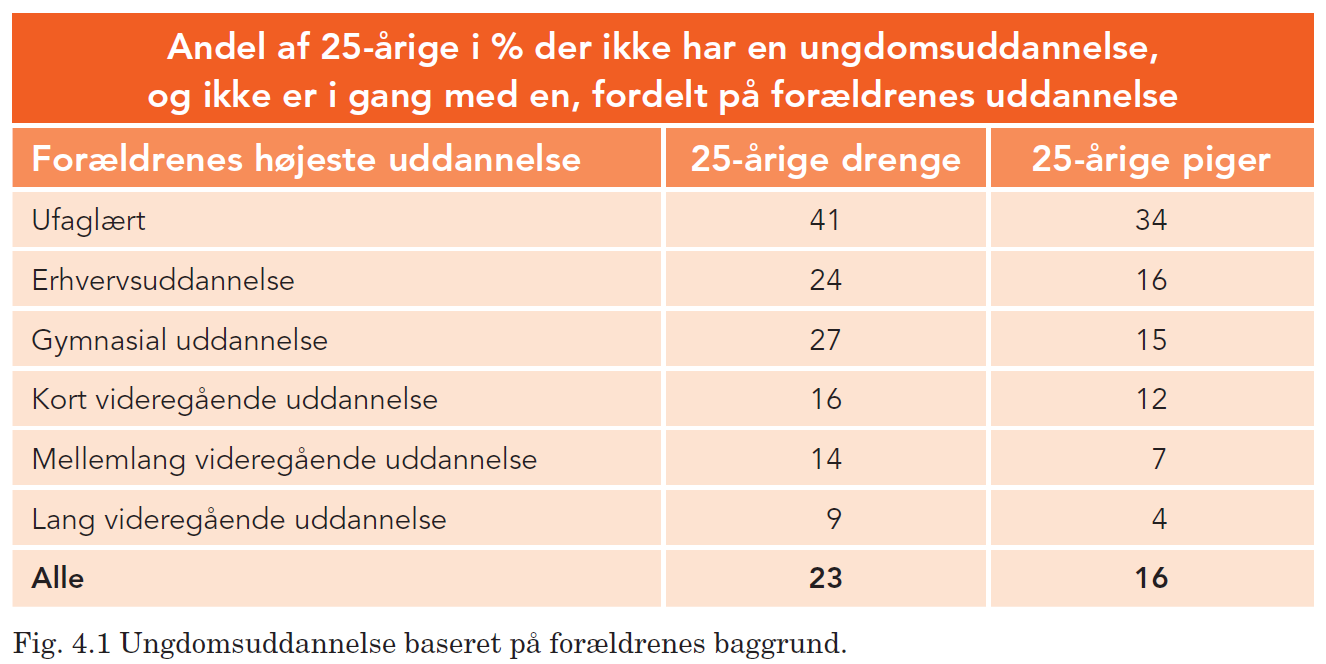 Andel af 25-årige i % der ikke har en ungdomsuddannelse,
og ikke er i gang med en, fordelt på forældrenes uddannelse
Forældrenes højeste uddannelse 25-årige drenge 25-årige piger
Ufaglært 41 34
Erhvervsuddannelse 24 16
Gymnasial uddannelse 27 15
Kort videregående uddannelse 16 12
Mellemlang videregående uddannelse 14 7
Lang videregående uddannelse 9 4
Alle 23 16
Fig. 4.1 Ungdomsuddannelse baseret på forældrenes baggrund.